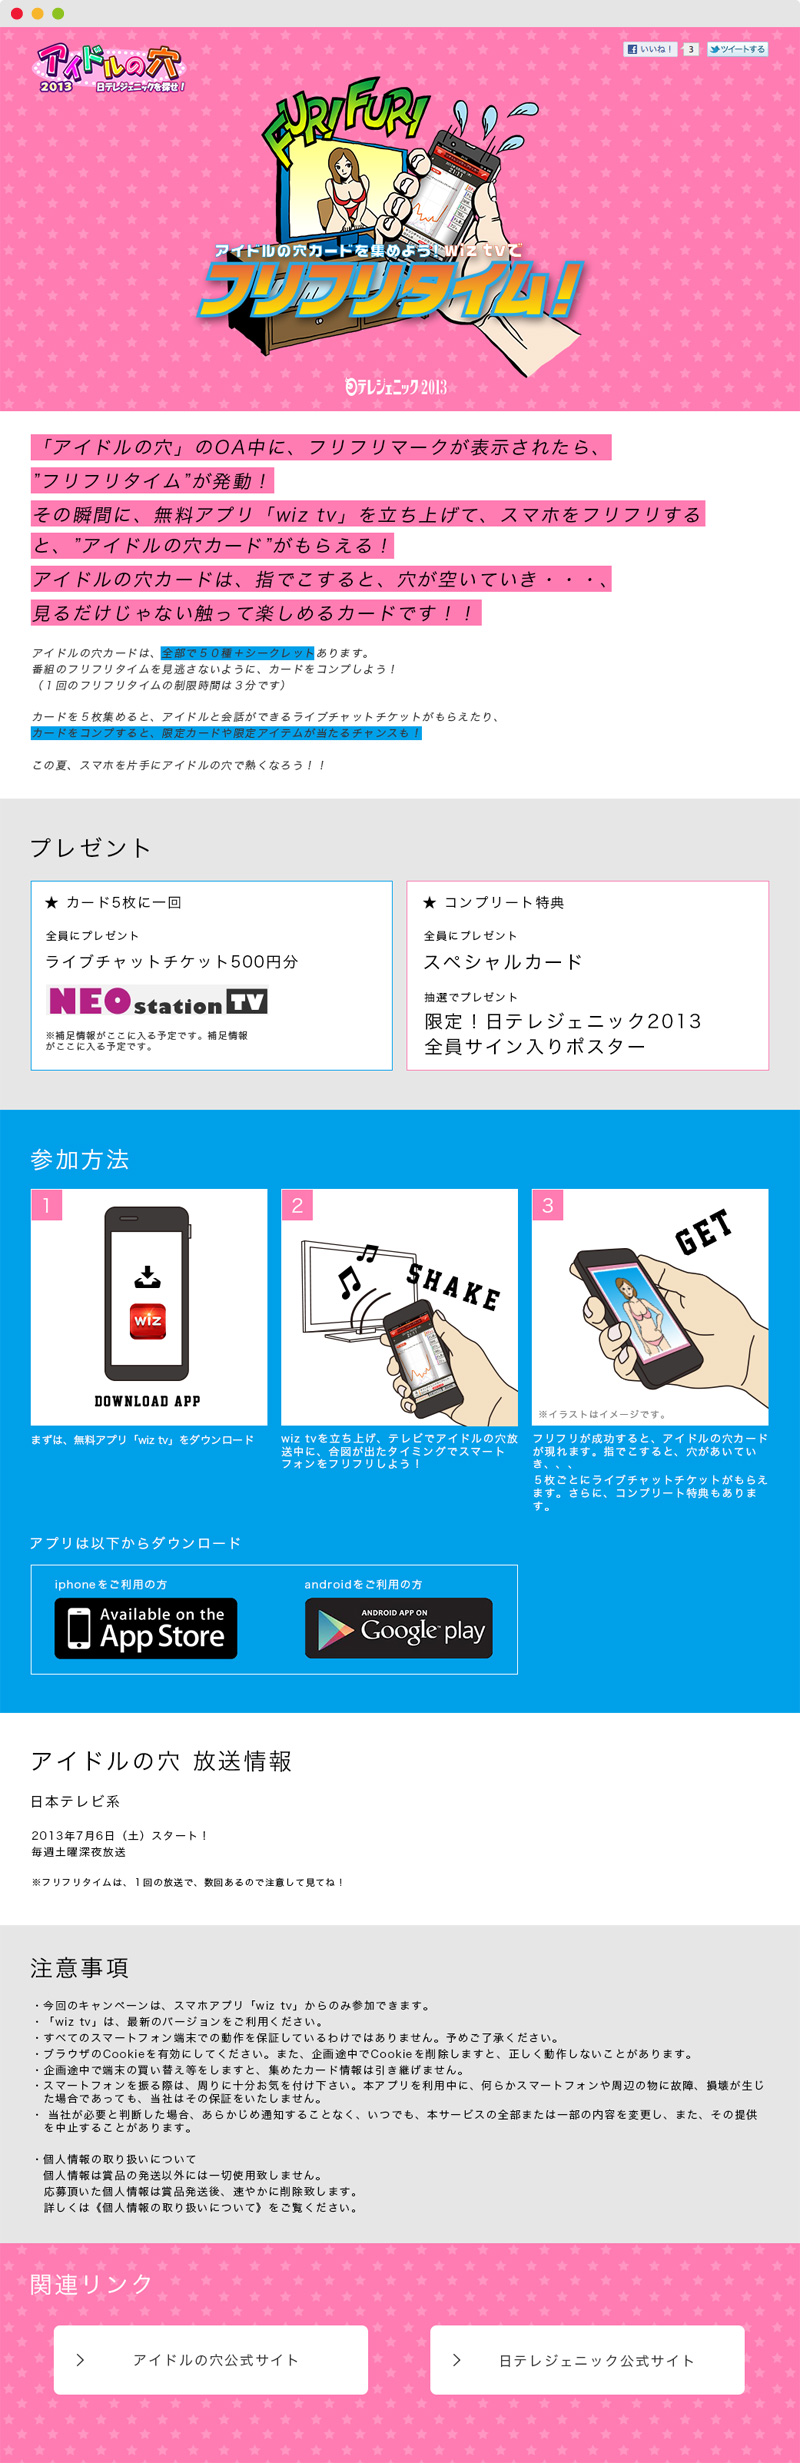 アイドルの穴
2013 日テレジェニックを探せ!
いいね!
3
ツイートする
FURIFURI
21:11
アイドルの穴カードを集めよう!wiz tvで
フリフリタイム!
日テレジェニック2013
「アイドルの穴」のOA中に、フリフリマークが表示されたら、
”フリフリタイム”が発動!
その瞬間に、無料アプリ「wiz tv」を立ち上げて、スマホをフリフリする
と、”アイドルの穴カード”がもらえる!
アイドルの穴カードは、指でこすると、穴が空いていき・・・、
見るだけじゃない触って楽しめるカードです!!
アイドルの穴カードは、全部で50種+シークレットあります。
番組のフリフリタイムを見逃さないように、カードをコンプしよう!
(1回のフリフリタイムの制限時間は3分です)
カードを5枚集めると、アイドルと会話ができるライブチャットチケットがもらえたり、
カードをコンプすると、限定カードや限定アイテムが当たるチャンスも!
この夏、スマホを片手にアイドルの穴で熱くなろう!!
プレゼント
★ カード5枚に一回
全員にプレゼント
ライブチャットチケット500円分
NEOstationTV
※補足情報がここに入る予定です。補足情報
がここに入る予定です。
★ コンプリート特典
全員にプレゼント
スペシャルカード
抽選でプレゼント
限定!日テレジェニック2013
全員サイン入りポスター
参加方法
1
wiz
DOWNLOAD APP
まずは、無料アプリ「wiz tv」をダウンロード
2
SHAKE
wiz tvを立ち上げ、テレビでアイドルの穴放
送中に、合図が出たタイミングでスマート
フォンをフリフリしよう!
3
GET
※イラストはイメージです。
フリフリが成功すると、アイドルの穴カード
が現れます。指でこすると、穴があいてい
き、、、
5枚ごとにライブチャットチケットがもらえ
ます。さらに、コンプリート特典もありま
す。
アプリは以下からダウンロード
iphoneをご利用の方
Available on the
App Store
androidをご利用の方
ANDROID APP ON
Google play
アイドルの穴 放送情報
日本テレビ系
2013年7月6日(土)スタート!
毎週土曜深夜放送
※フリフリタイムは、1回の放送で、数回あるので注意して見てね!
注意事項
・今回のキャンペーンは、スマホアプリ「wiz tv」からのみ参加できます。
・「wiz tv」は、最新のバージョンをご利用ください。
・すべてのスマートフォン端末での動作を保証しているわけではありません。予めご了承ください。
・ブラウザのCookieを有効にしてください。また、企画途中でCookieを削除しますと、正しく動作しないことがあります。
・企画途中で端末の買い替え等をしますと、集めたカード情報は引き継げません。
・スマートフォンを振る際は、周りに十分お気を付け下さい。本アプリを利用中に、何らかスマートフォンや周辺の物に故障、損壊が生じ
た場合であっても、当社はその保証をいたしません。
・ 当社が必要と判断した場合、あらかじめ通知することなく、いつでも、本サービスの全部または一部の内容を変更し、また、その提供
を中止することがあります。
・個人情報の取り扱いについて
個人情報は賞品の発送以外には一切使用致しません。
応募頂いた個人情報は賞品発送後、速やかに削除致します。
詳しくは《個人情報の取り扱いについて》をご覧ください。
関連リンク
アイドルの穴公式サイト
日テレジェニック公式サイト